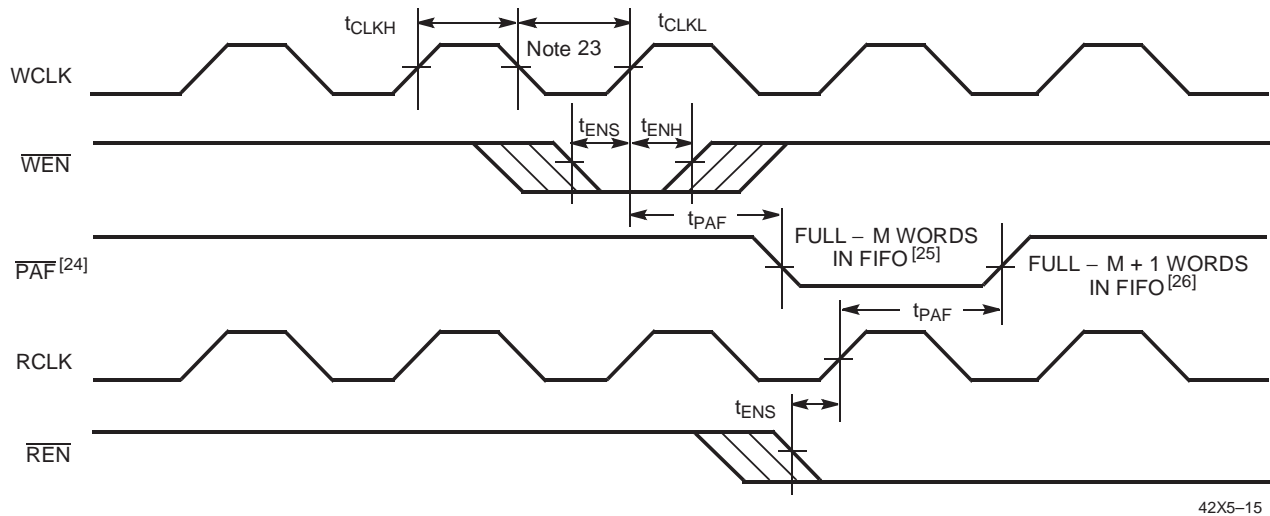 tCLKH
tCLKL
Note 23
WCLK
tENS
tENH
WEN
tPAF
FULL – M WORDS
IN FIFO[25]
PAF[24]
FULL – M + 1 WORDS
IN FIFO[26]
tPAF
RCLK
tENS
REN
42X5–15